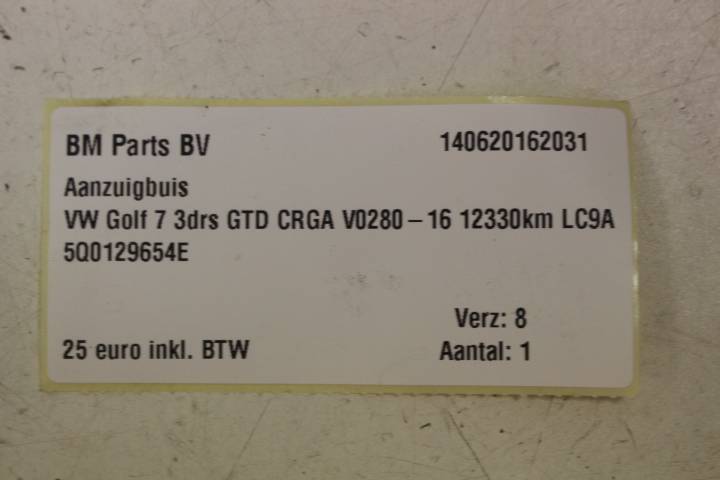 BM Parts BV 140620162031
Aanzuigbuis
VW Golf 7 3drs GTD CRGA V0280-16 12330km LC9A
5Q0129654E
Verz: 8
25 euro inkl. BTW Aantal: 1